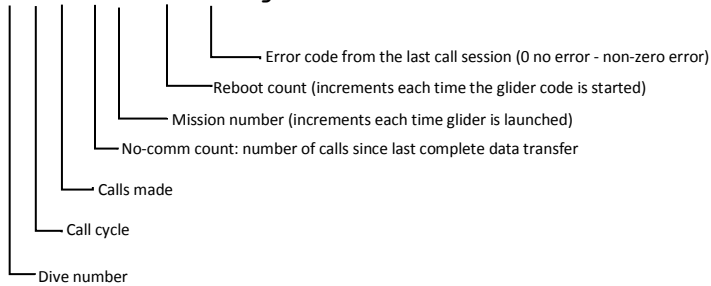 Error code from the last call session (0 no error - non-zero error)
Reboot count (increments each time the glider code is started)
Mission number (increments each time glider is launched)
No-comm count: number of calls since last complete data transfer
Calls made
Call cycle
Dive number